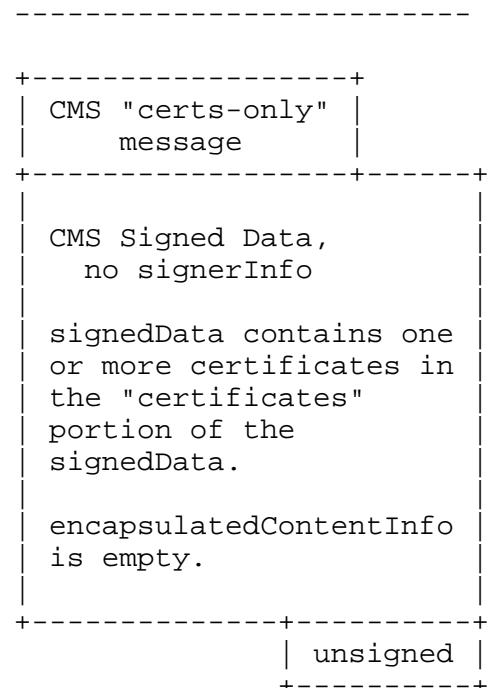 CMS "certs-only"
message
CMS Signed Data,
no signerInfo
signedData contains one
or more certificates in
the "certificates"
portion of the
signedData.
encapsulatedContentInfo
is empty.
unsigned